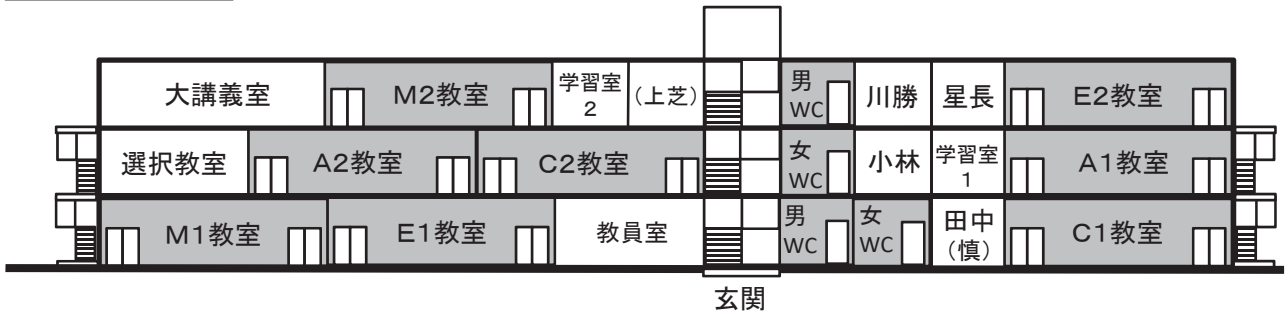 大講義室
M2教室
学習室
2
(上芝)
男
WC
川勝
星長
E2教室
選択教室
A2教室
C2教室
女
WC
小林
学習室
1
A1教室
M1教室
E1教室
教員室
男
WC
女
WC
田中
(慎)
C1教室
玄関